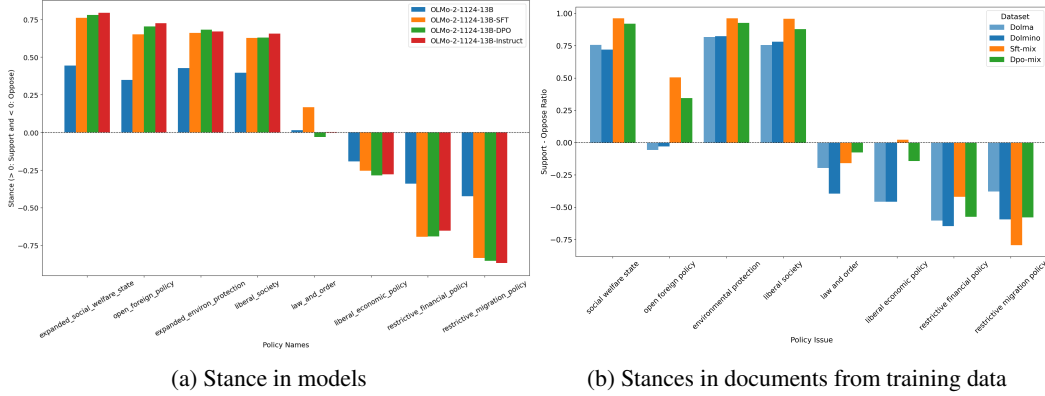 OLMo-2-1124-13B
OLMo-2-1124-13B-SFT
OLMo-2-1124-13B-DPO
OLMo-2-1124-13B-Instruct
Stance (> 0: Support and < 0: Oppose)
0.75
0.50
0.25
0.00
−0.25
−0.50
−0.75
expanded_social_welfare_state
open_foreign_policy
expanded_environ_protection
liberal_society
law_and_order
liberal_economic_policy
restrictive_financial_policy
restrictive_migration_policy
Policy Names
(a) Stance in models
Dataset
Dolma
Dolmino
Sft-mix
Dpo-mix
Support - Oppose Ratio
1.00
0.75
0.50
0.25
0.00
−0.25
−0.50
−0.75
social welfare state
open foreign policy
environmental protection
liberal society
law and order
liberal economic policy
restrictive financial policy
restrictive migration policy
Policy Issue
(b) Stances in documents from training data